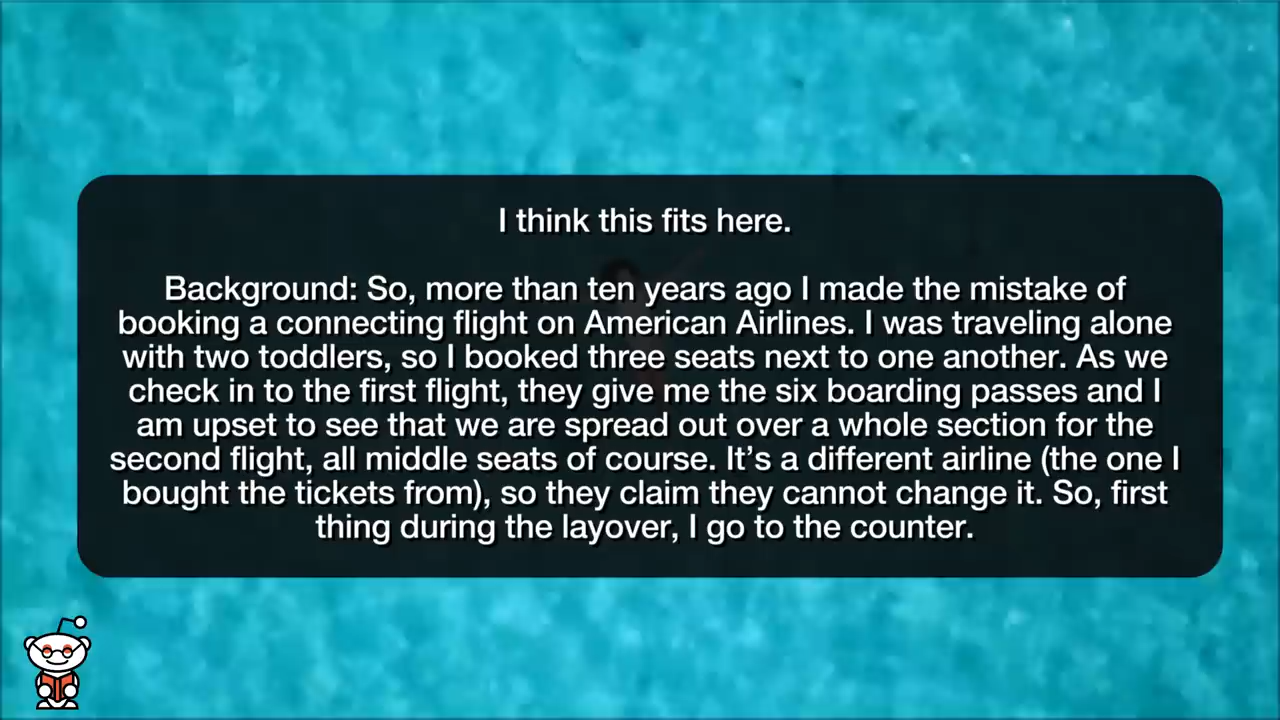 I think this fits here.
Background: So, more than ten years ago I made the mistake of
booking a connecting flight on American Airlines. I was traveling alone
with two toddlers, so I booked three seats next to one another. As we
check in to the first flight, they give me the six boarding passes and I
am upset to see that we are spread out over a whole section for the
second flight, all middle seats of course. It’s a different airline (the one I
bought the tickets from), so they claim they cannot change it. So, first
thing during the layover, I go to the counter.